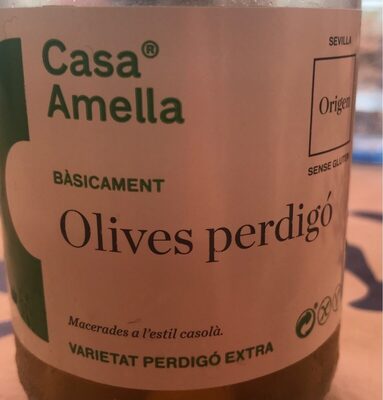 Casa®
Amella
SEVILLA
Origen
SENSE GLUTEN
BÀSICAMENT
Olives perdigó
Macerades a l'estil casolà.
VARIETAT PERDIGÓ EXTRA